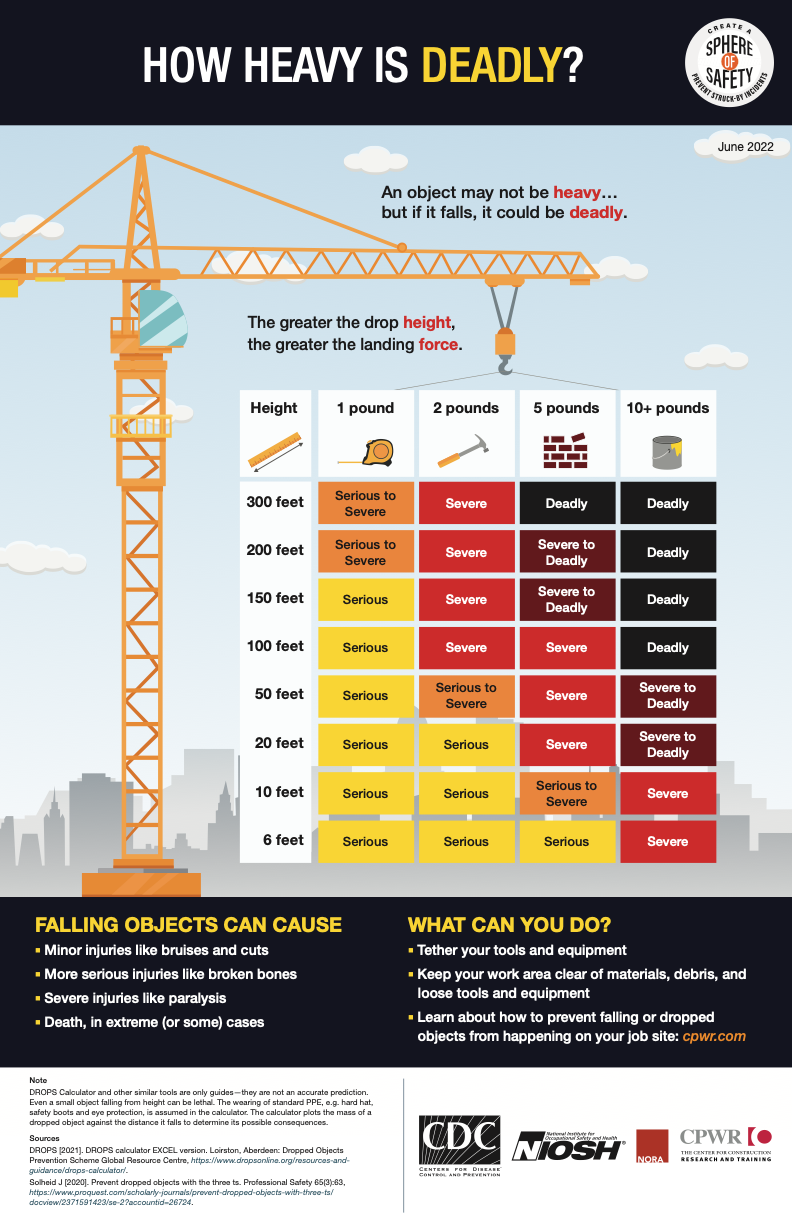 HOW HEAVY IS DEADLY?
CREATE A
SPHERE
OF
SAFETY
PREVENT STRUCK-BY INCIDENTS
June 2022
An object may not be heavy…
but if it falls, it could be deadly.
The greater the drop height,
the greater the landing force.
Height 1 pound 2 pounds 5 pounds 10+ pounds
300 feet Serious to Severe Severe Deadly Deadly
200 feet Serious to Severe Severe Severe to Deadly Deadly
150 feet Serious Severe Severe to Deadly Deadly
100 feet Serious Severe Severe Deadly
50 feet Serious Serious to Severe Severe Severe to Deadly
20 feet Serious Serious Severe Severe to Deadly
10 feet Serious Serious Serious to Severe Severe
6 feet Serious Serious Serious Severe
FALLING OBJECTS CAN CAUSE
▪ Minor injuries like bruises and cuts
▪ More serious injuries like broken bones
▪ Severe injuries like paralysis
▪ Death, in extreme (or some) cases
WHAT CAN YOU DO?
▪ Tether your tools and equipment
▪ Keep your work area clear of materials, debris, and
loose tools and equipment
▪ Learn about how to prevent falling or dropped
objects from happening on your job site: cpwr.com
Note
DROPS Calculator and other similar tools are only guides—they are not an accurate prediction.
Even a small object falling from height can be lethal. The wearing of standard PPE, e.g. hard hat,
safety boots and eye protection, is assumed in the calculator. The calculator plots the mass of a
dropped object against the distance it falls to determine its possible consequences.
Sources
DROPS [2021]. DROPS calculator EXCEL version. Loirston, Aberdeen: Dropped Objects
Prevention Scheme Global Resource Centre, https://www.dropsonline.org/resources-and-
guidance/drops-calculator/.
Solheid J [2020]. Prevent dropped objects with the three ts. Professional Safety 65(3):63,
https://www.proquest.com/scholarly-journals/prevent-dropped-objects-with-three-ts/
docview/2371591423/se-2?accountid=26724.
CDC
CENTERS FOR DISEASE
CONTROL AND PREVENTION
National Institute for
Occupational Safety and Health
NIOSH®
NORA
CPWR
THE CENTER FOR CONSTRUCTION
RESEARCH AND TRAINING